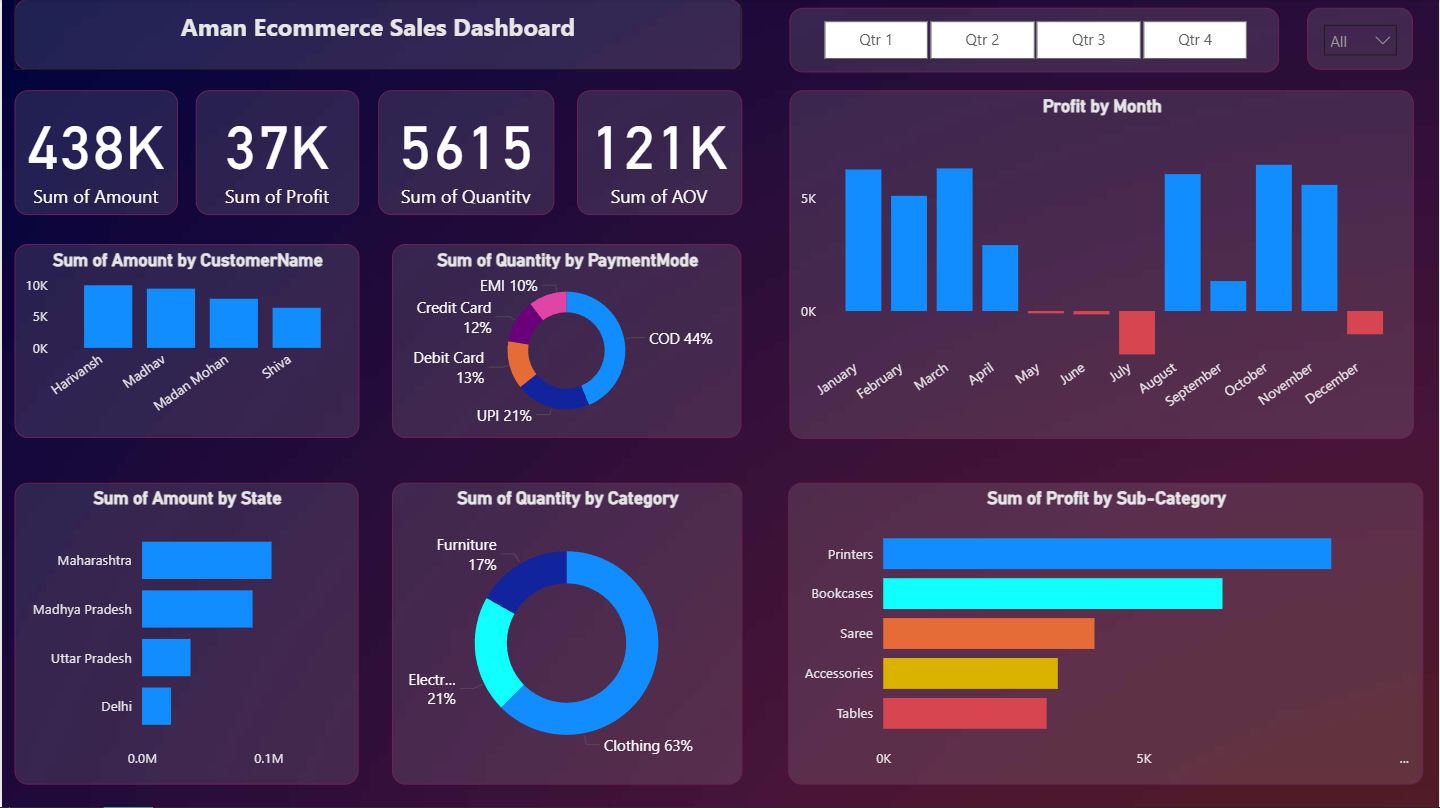 Aman Ecommerce Sales Dashboard
Qtr 1
Qtr 2
Qtr 3
Qtr 4
All
438K
Sum of Amount
37K
Sum of Profit
5615
Sum of Quantity
121K
Sum of AOV
Profit by Month
5K
0K
January
February
March
April
May
June
July
August
September
October
November
December
Sum of Amount by CustomerName
10K
5K
0K
Harivansh
Madhav
Madan Mohan
Shiva
Sum of Quantity by PaymentMode
EMI 10%
Credit Card
12%
Debit Card
13%
UPI 21%
COD 44%
Sum of Amount by State
Maharashtra
Madhya Pradesh
Uttar Pradesh
Delhi
0.0M
0.1M
Sum of Quantity by Category
Furniture
17%
Electr...
21%
Clothing 63%
Sum of Profit by Sub-Category
Printers
Bookcases
Saree
Accessories
Tables
0K
5K
...